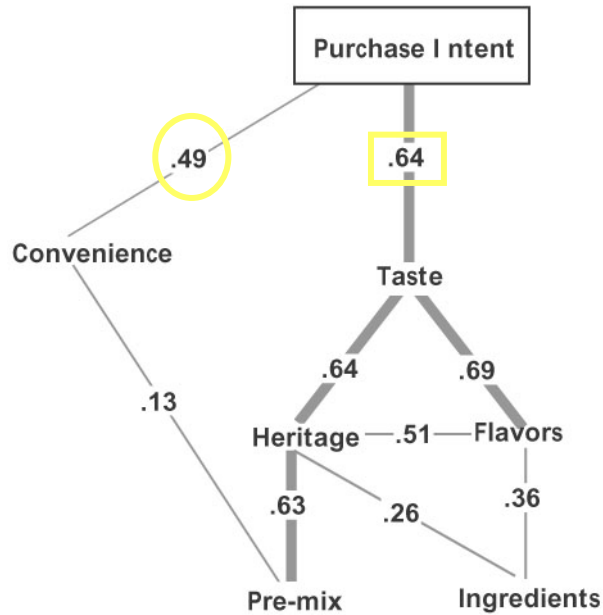 Purchase I ntent
.49
.64
Convenience
Taste
.64
.69
.13
Heritage
.51
Flavors
.63
.26
.36
Pre-mix
Ingredients